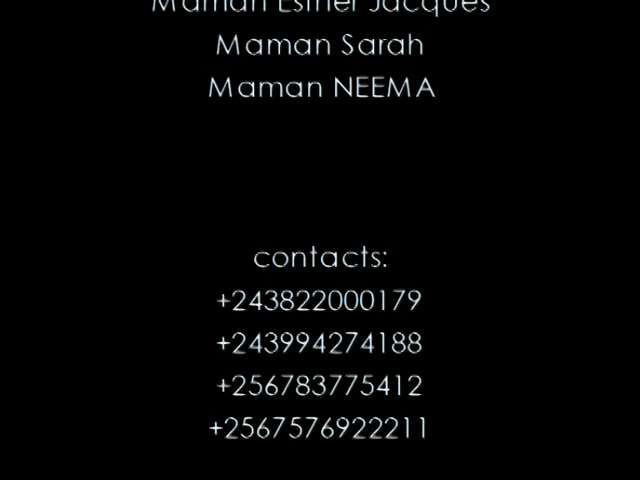 Maman Esther Jacques
Maman Sarah
Maman NEEMA
contacts:
+243822000179
+243994274188
+256783775412
+2567576922211